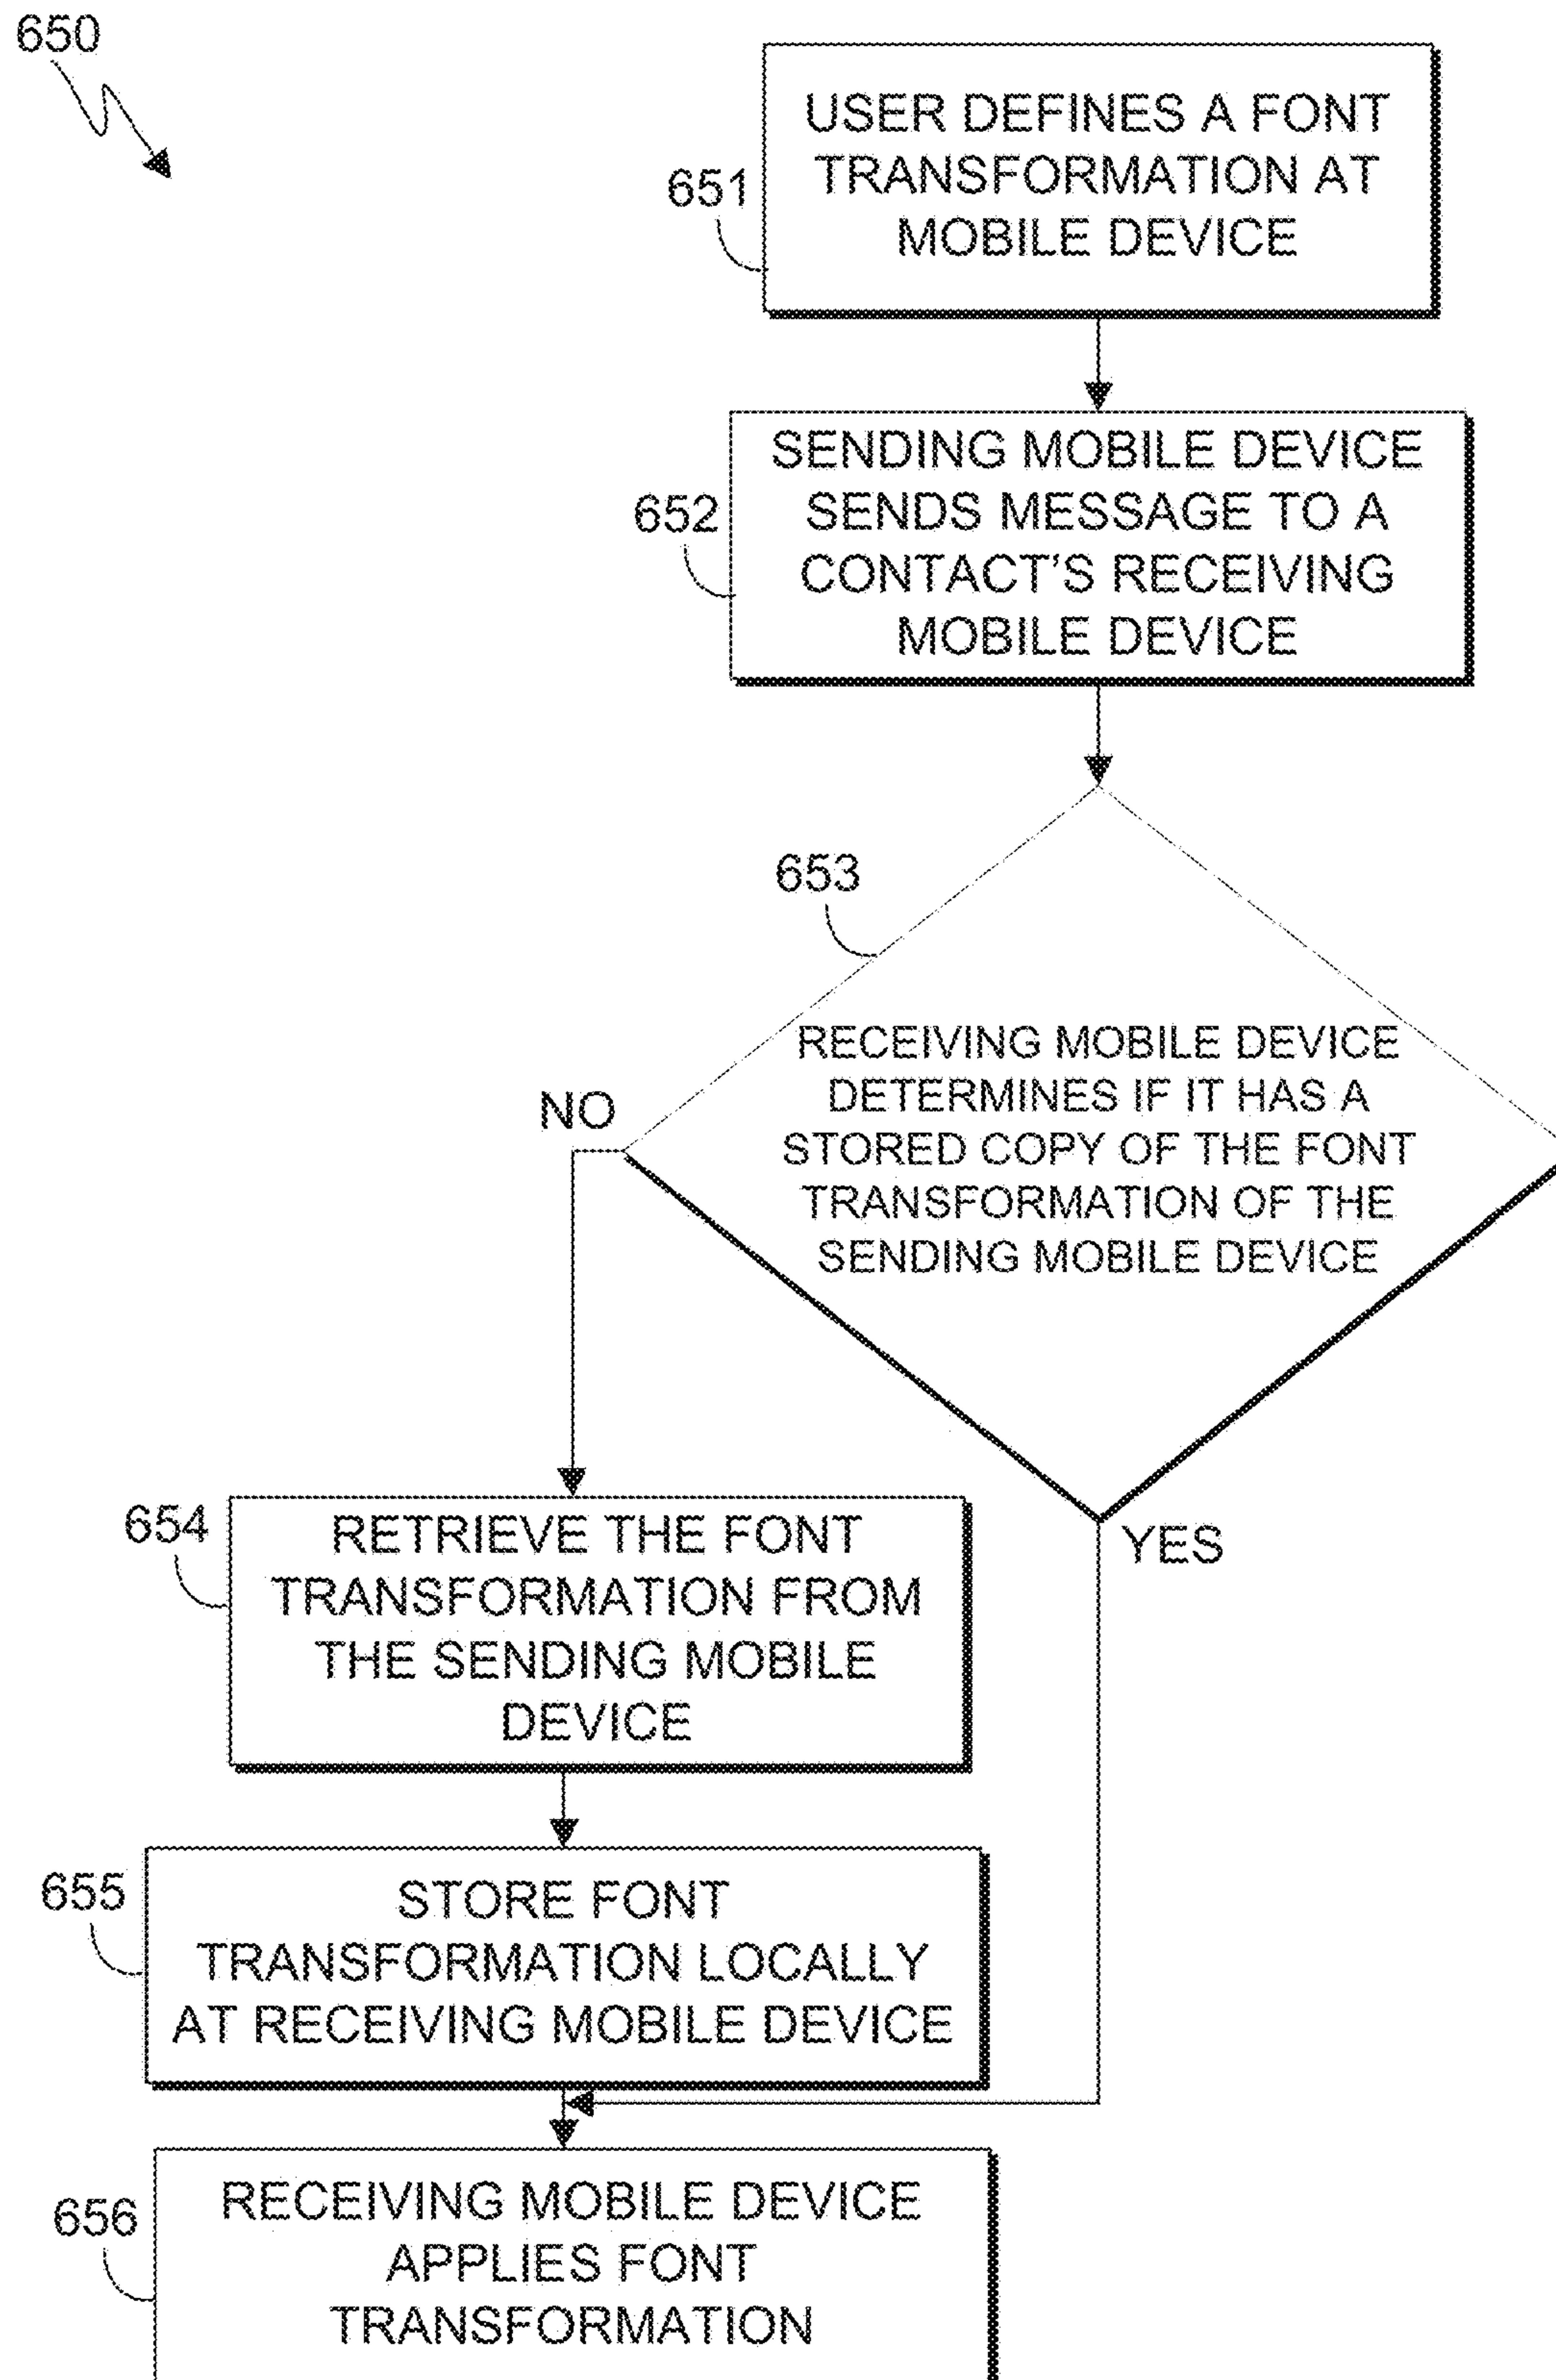 650
651
USER DEFINES A FONT
TRANSFORMATION AT
MOBILE DEVICE
652
SENDING MOBILE DEVICE
SENDS MESSAGE TO A
CONTACT'S RECEIVING
MOBILE DEVICE
653
RECEIVING MOBILE DEVICE
DETERMINES IF IT HAS A
STORED COPY OF THE FONT
TRANSFORMATION OF THE
SENDING MOBILE DEVICE
NO
YES
654
RETRIEVE THE FONT
TRANSFORMATION FROM
THE SENDING MOBILE
DEVICE
655
STORE FONT
TRANSFORMATION LOCALLY
AT RECEIVING MOBILE DEVICE
656
RECEIVING MOBILE DEVICE
APPLIES FONT
TRANSFORMATION